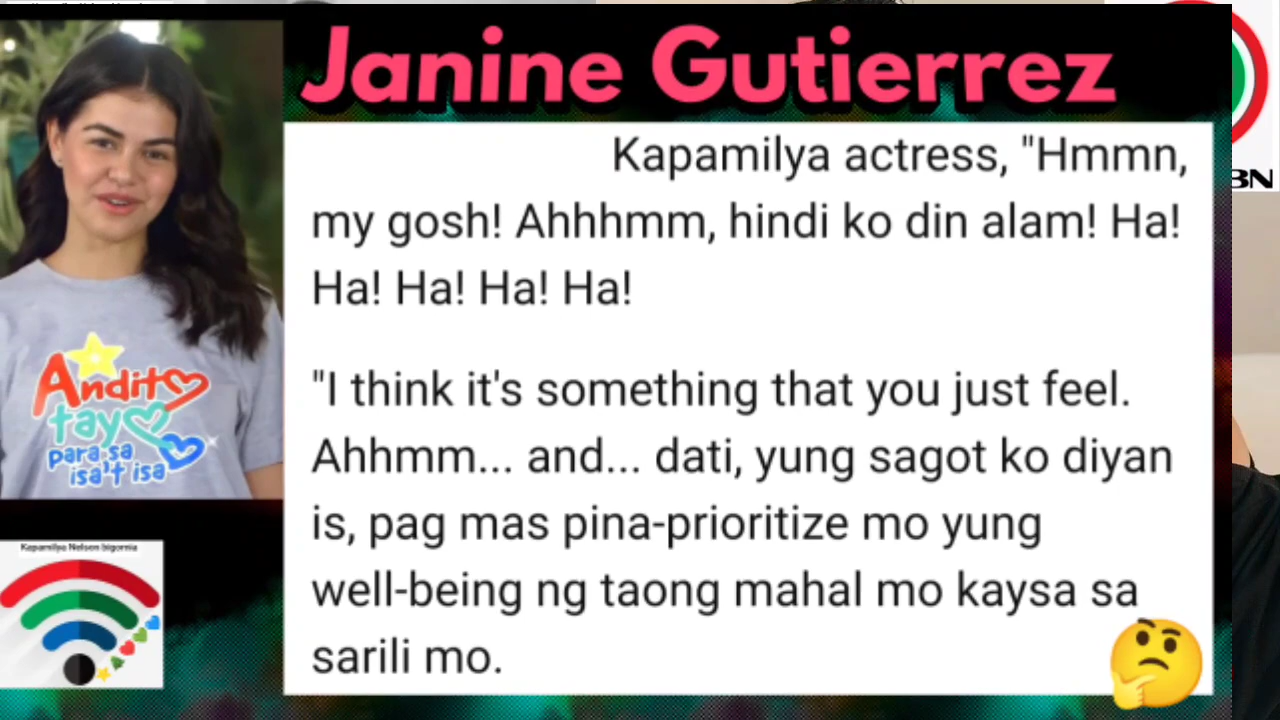 Janine Gutierrez
Kapamilya actress, "Hmmn,
my gosh! Ahhhmm, hindi ko din alam! Ha!
Ha! Ha! Ha! Ha!
"I think it's something that you just feel.
Ahhmm... and... dati, yung sagot ko diyan
is, pag mas pina-prioritize mo yung
well-being ng taong mahal mo kaysa sa
sarili mo.
Andito
tayo
para sa
isa't isa
Kapamilya Nelsen bigornia
BN